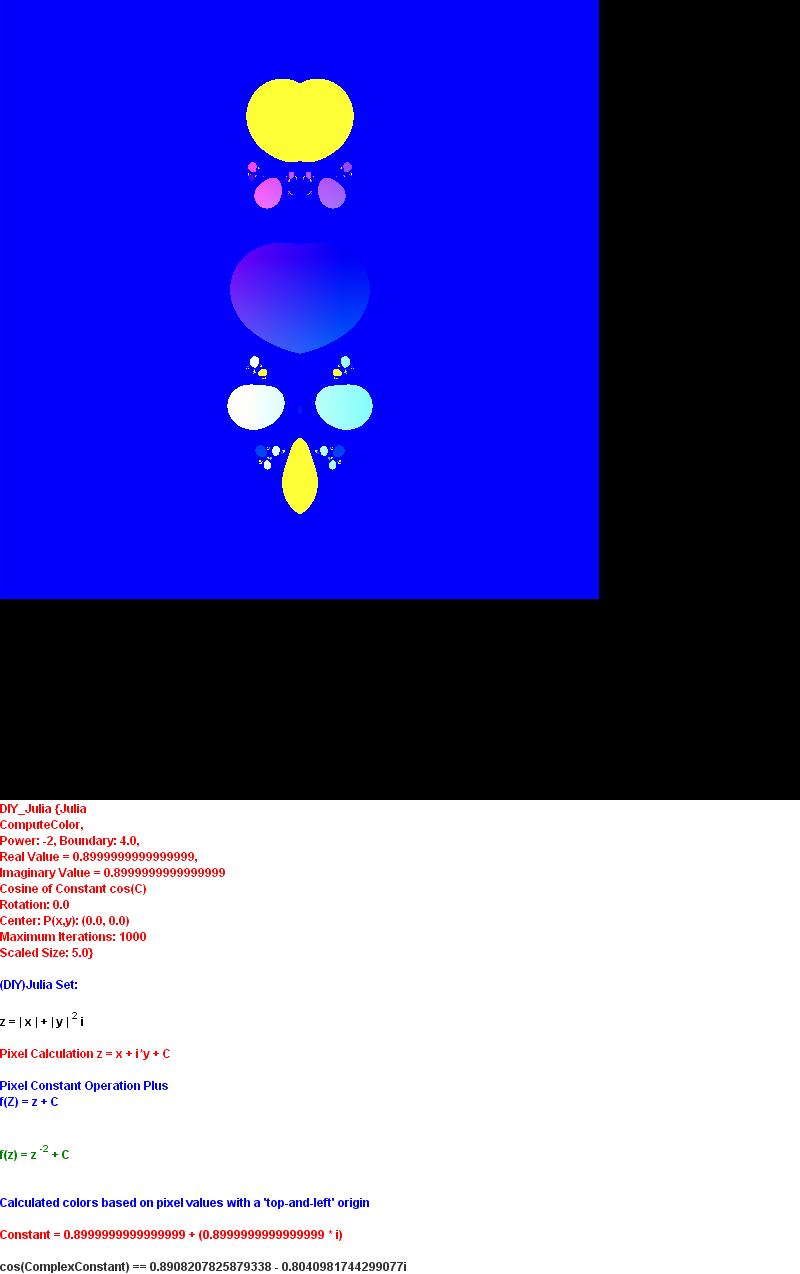 DIY_Julia {Julia
ComputeColor,
Power: -2, Boundary: 4.0,
Real Value = 0.8999999999999999,
Imaginary Value = 0.8999999999999999
Cosine of Constant cos(C)
Rotation: 0.0
Center: P(x,y): (0.0, 0.0)
Maximum Iterations: 1000
Scaled Size: 5.0}
(DIY)Julia Set:
z = | x | + | y | 2 i
Pixel Calculation z = x + i*y + C
Pixel Constant Operation Plus
f(Z) = z + C
f(z) = z -2 + C
Calculated colors based on pixel values with a 'top-and-left' origin
Constant = 0.8999999999999999 + (0.8999999999999999 * i)
cos(ComplexConstant) == 0.8908207825879338 - 0.8040981744299077i